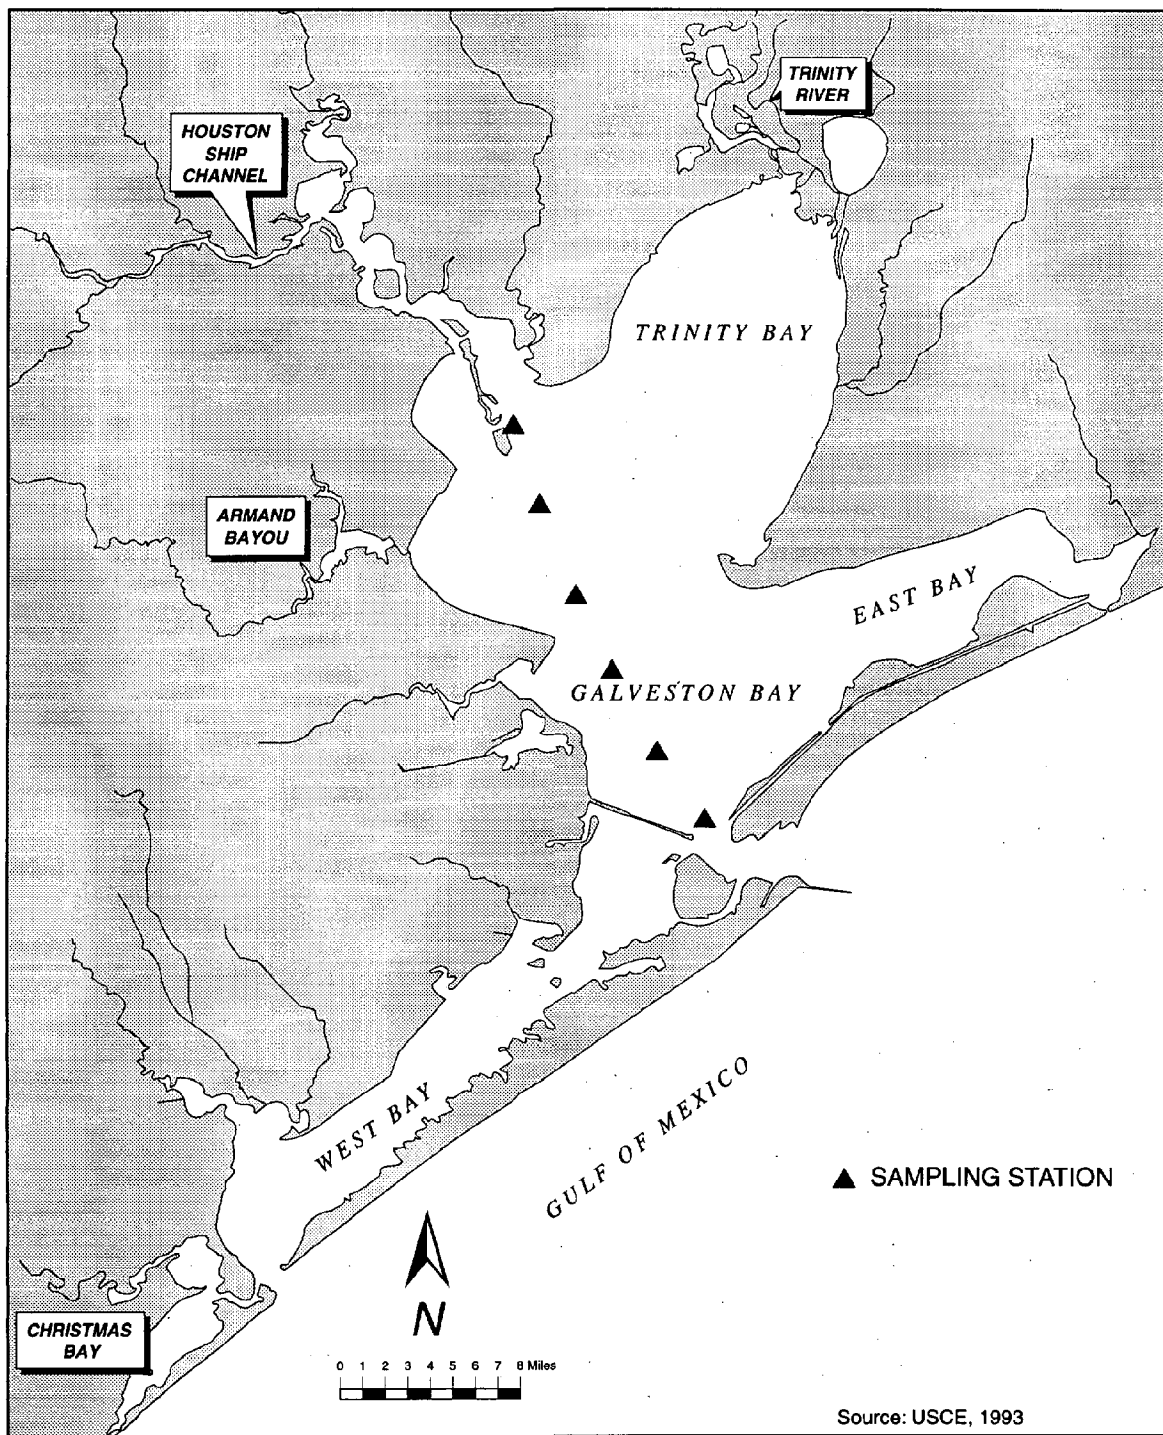 TRINITY
RIVER
HOUSTON
SHIP
CHANNEL
TRINITY BAY
ARMAND
BAYOU
EAST BAY
GALVESTON BAY
WEST BAY
GULF OF MEXICO
SAMPLING STATION
N
CHRISTMAS
BAY
0 1 2 3 4 5 6 7 8 Miles
Source: USCE, 1993